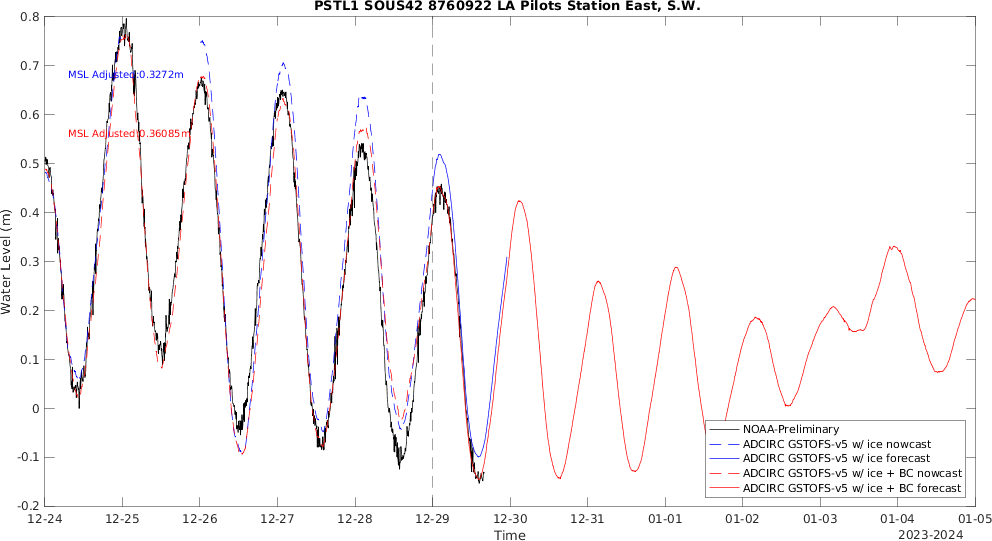 PSTL1 SOUS42 8760922 LA Pilots Station East, S.W.
0.8
0.7
0.6
0.5
0.4
0.3
0.2
0.1
0
-0.1
-0.2
Water Level (m)
MSL Adjusted:0.3272m
MSL Adjusted:0.36085m
NOAA-Preliminary
ADCIRC GSTOFS-v5 w/ ice nowcast
ADCIRC GSTOFS-v5 w/ ice forecast
ADCIRC GSTOFS-v5 w/ ice + BC nowcast
ADCIRC GSTOFS-v5 w/ ice + BC forecast
12-24 12-25 12-26 12-27 12-28 12-29 12-30 12-31 01-01 01-02 01-03 01-04 01-05
Time
2023-2024